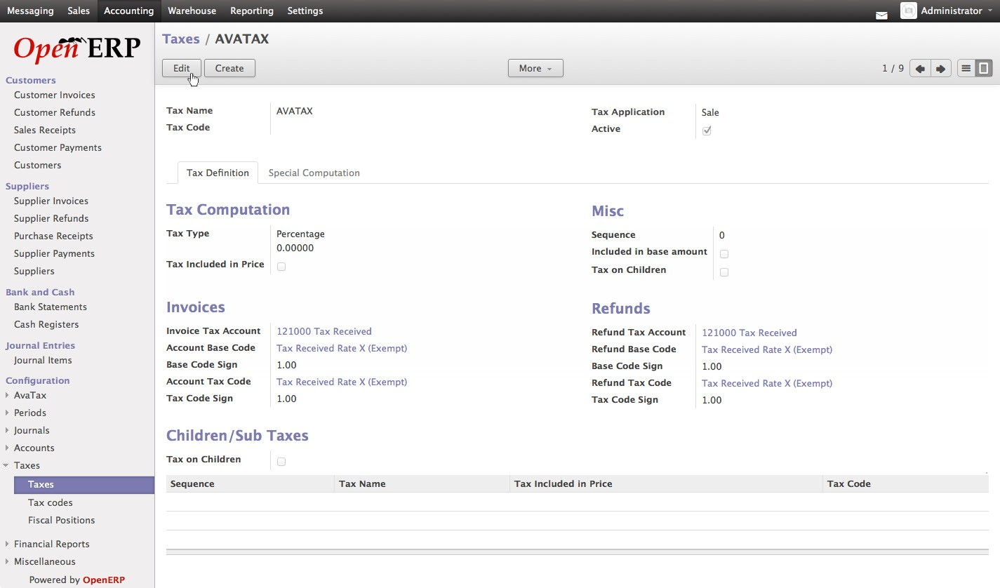 Messaging Sales Accounting Warehouse Reporting Settings Administrator
OpenERP
Customers
Customer Invoices
Customer Refunds
Sales Receipts
Customer Payments
Customers
Suppliers
Supplier Invoices
Supplier Refunds
Purchase Receipts
Supplier Payments
Suppliers
Bank and Cash
Bank Statements
Cash Registers
Journal Entries
Journal Items
Configuration
AvaTax
Periods
Journals
Accounts
Taxes
Taxes
Tax codes
Fiscal Positions
Financial Reports
Miscellaneous
Powered by OpenERP
Taxes / AVATAX
Edit Create More 1 / 9
Tax Name AVATAX
Tax Code
Tax Application Sale
Active
Tax Definition Special Computation
Tax Computation
Tax Type Percentage
0.00000
Tax Included in Price
Misc
Sequence 0
Included in base amount
Tax on Children
Invoices
Invoice Tax Account 121000 Tax Received
Account Base Code Tax Received Rate X (Exempt)
Base Code Sign 1.00
Account Tax Code Tax Received Rate X (Exempt)
Tax Code Sign 1.00
Refunds
Refund Tax Account 121000 Tax Received
Refund Base Code Tax Received Rate X (Exempt)
Base Code Sign 1.00
Refund Tax Code Tax Received Rate X (Exempt)
Tax Code Sign 1.00
Children/Sub Taxes
Tax on Children
Sequence Tax Name Tax Included in Price Tax Code